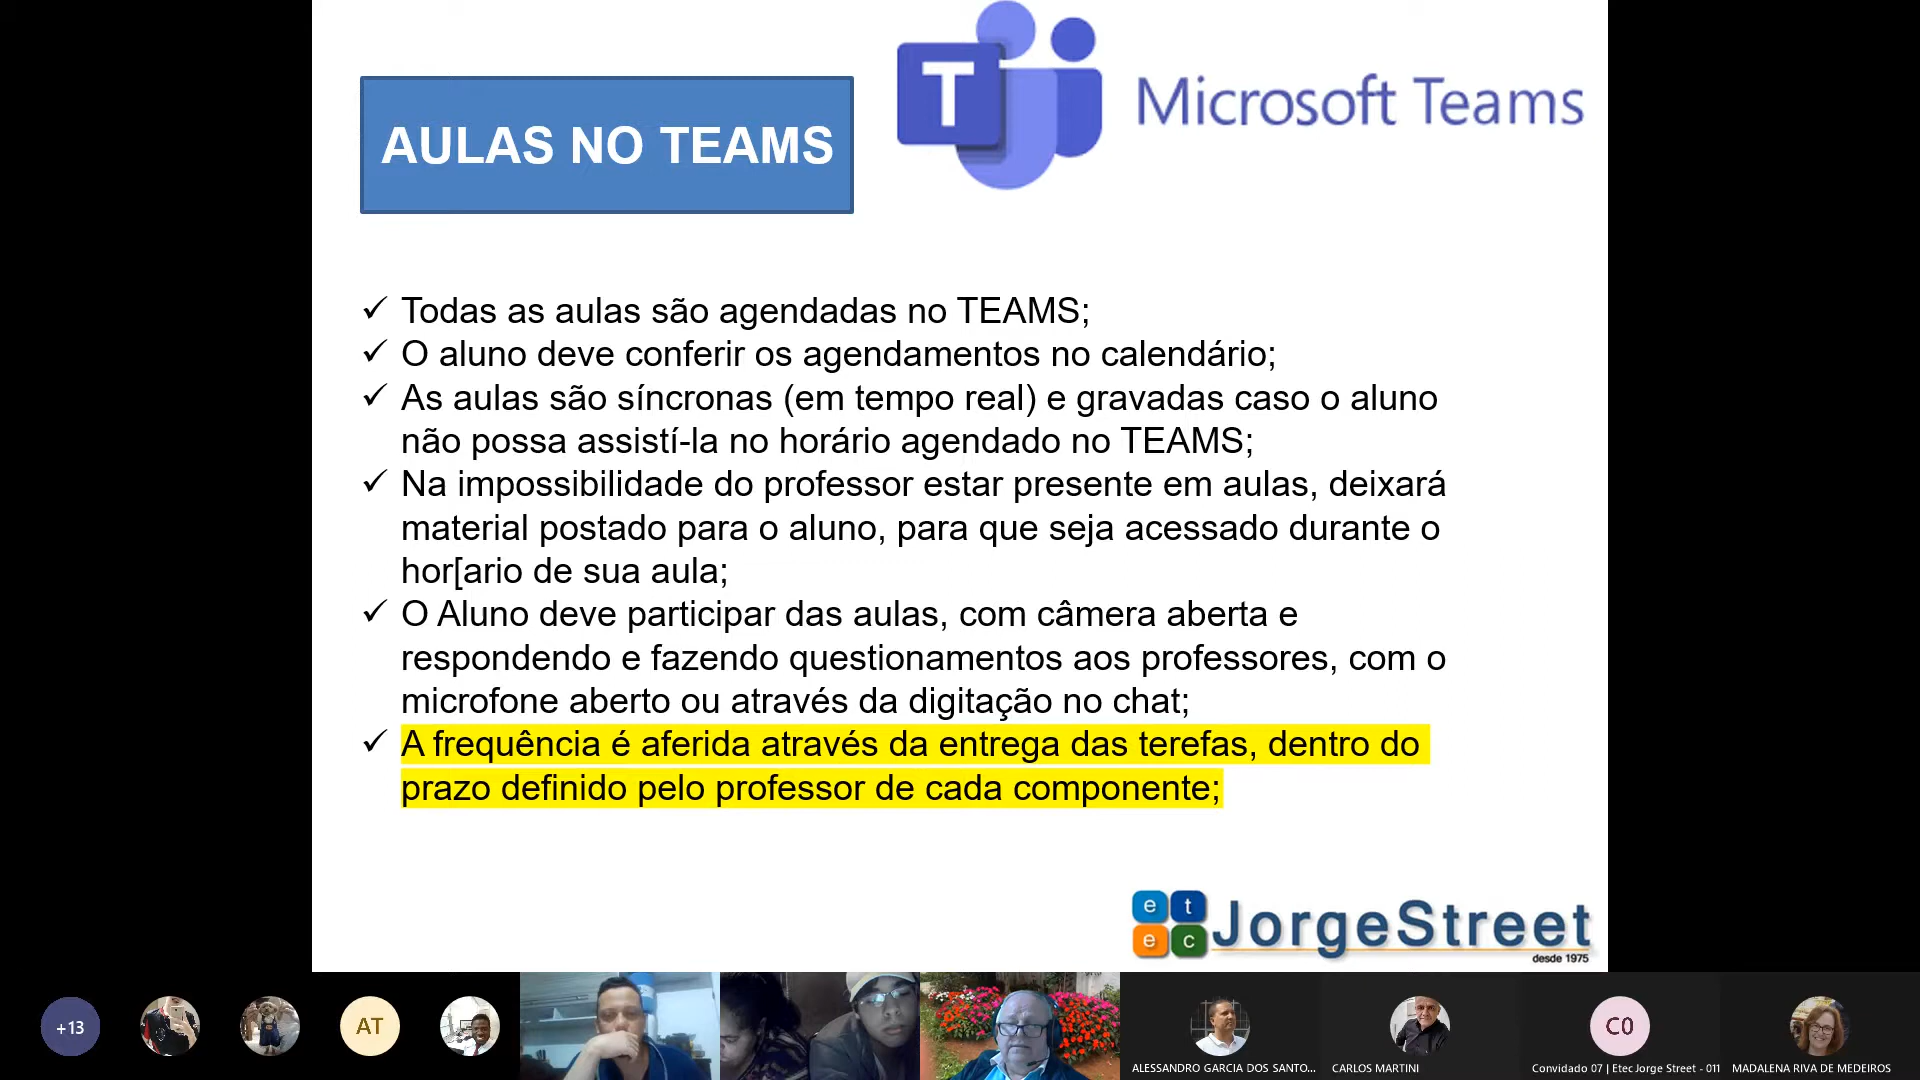 T
Microsoft Teams
AULAS NO TEAMS
✓ Todas as aulas são agendadas no TEAMS;
✓ O aluno deve conferir os agendamentos no calendário;
✓ As aulas são síncronas (em tempo real) e gravadas caso o aluno
não possa assistí-la no horário agendado no TEAMS;
✓ Na impossibilidade do professor estar presente em aulas, deixará
material postado para o aluno, para que seja acessado durante o
hor[ario de sua aula;
✓ O Aluno deve participar das aulas, com câmera aberta e
respondendo e fazendo questionamentos aos professores, com o
microfone aberto ou através da digitação no chat;
✓ A frequência é aferida através da entrega das terefas, dentro do
prazo definido pelo professor de cada componente;
e t
e c
JorgeStreet
desde 1975
+13
AT
C0
ALESSANDRO GARCIA DOS SANTO...
CARLOS MARTINI
Convidado 07 | Etec Jorge Street - 011
MADALENA RIVA DE MEDEIROS